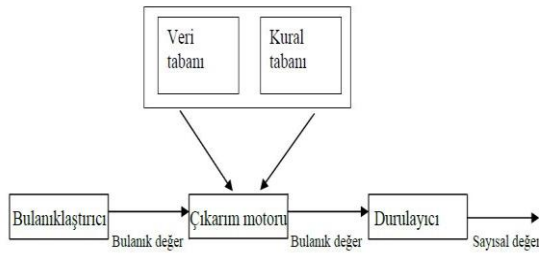 Veri
tabanı
Kural
tabanı
Bulanıklaştırıcı
Çıkarım motoru
Durulayıcı
Bulanık değer
Bulanık değer
Sayısal değer